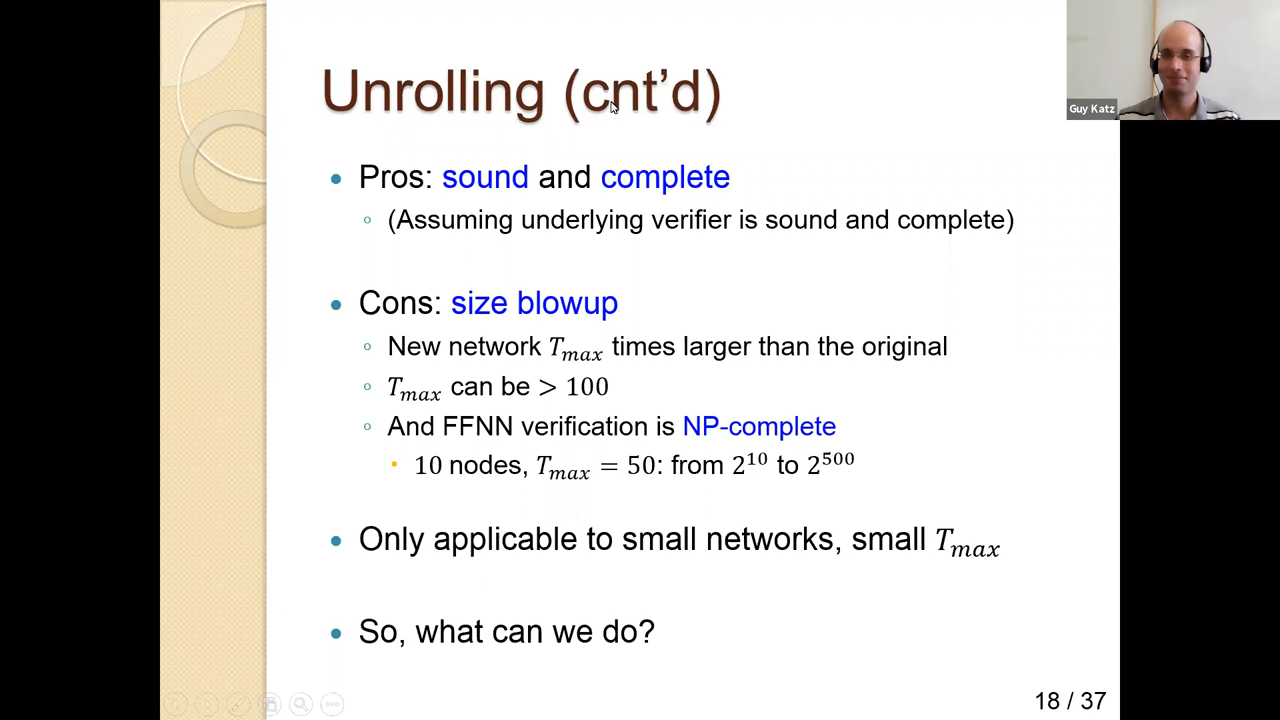 Unrolling (cnt’d)
Guy Katz
• Pros: sound and complete
◦ (Assuming underlying verifier is sound and complete)
• Cons: size blowup
◦ New network T_max times larger than the original
◦ T_max can be > 100
◦ And FFNN verification is NP-complete
• 10 nodes, T_max = 50: from 2^10 to 2^500
• Only applicable to small networks, small T_max
• So, what can we do?
18 / 37